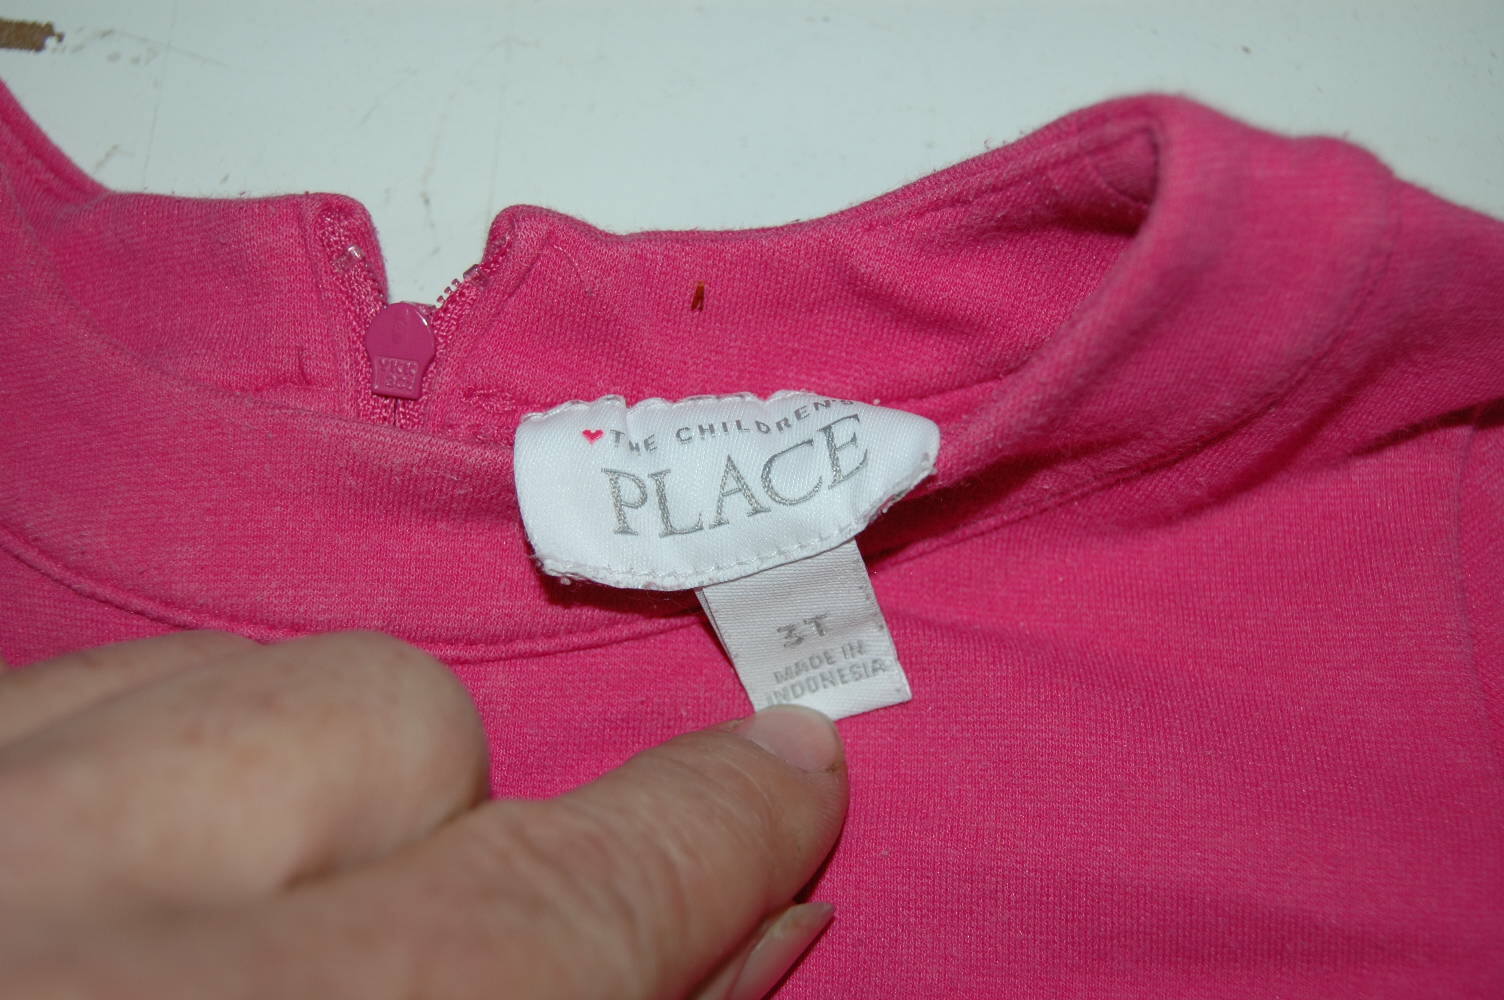 THE CHILDREN'S
PLACE
3T
MADE IN
INDONESIA